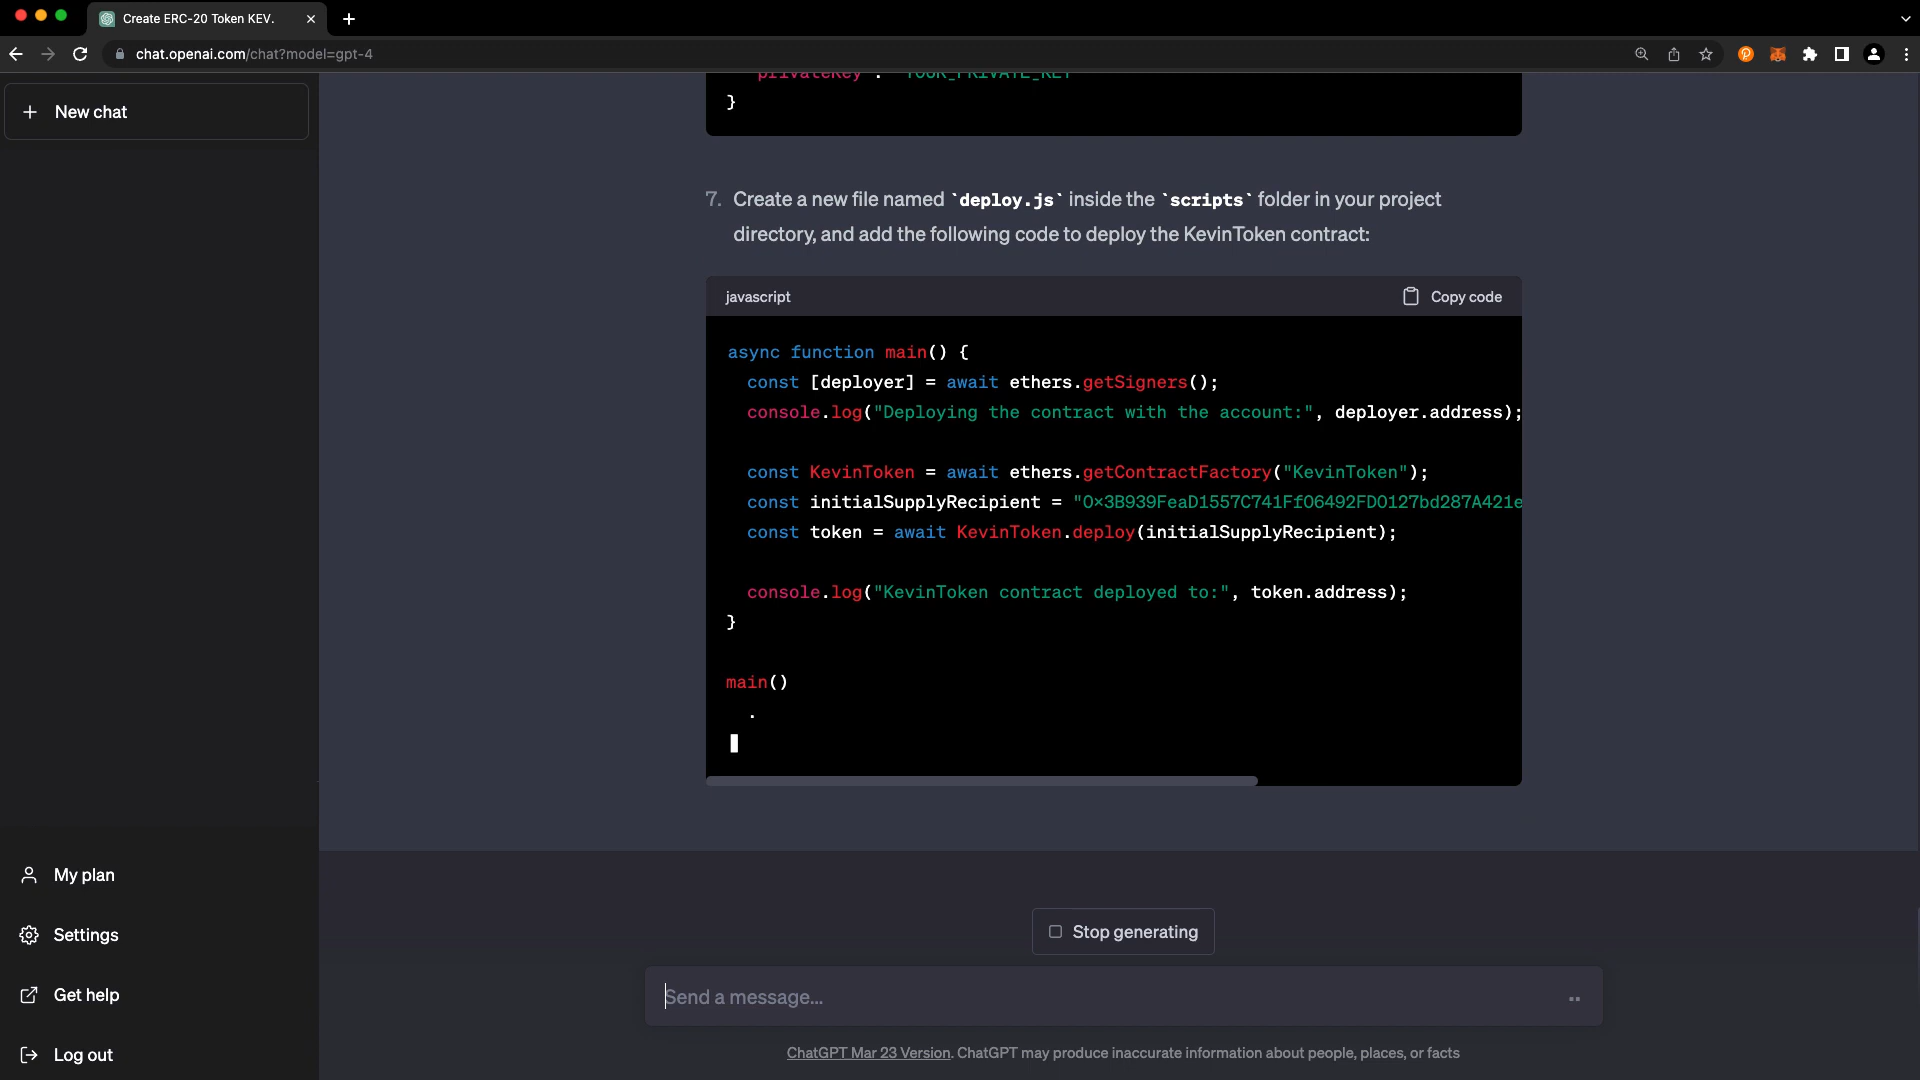 Create ERC-20 Token KEV.
chat.openai.com/chat?model=gpt-4
New chat
privateKey : "YOUR_PRIVATE_KEY"
}
7. Create a new file named `deploy.js` inside the `scripts` folder in your project
directory, and add the following code to deploy the KevinToken contract:
javascript
Copy code
async function main() {
const [deployer] = await ethers.getSigners();
console.log("Deploying the contract with the account:", deployer.address);
const KevinToken = await ethers.getContractFactory("KevinToken");
const initialSupplyRecipient = "0x3B939FeaD1557C741Ff06492FD0127bd287A421e
const token = await KevinToken.deploy(initialSupplyRecipient);
console.log("KevinToken contract deployed to:", token.address);
}
main()
.
My plan
Settings
Get help
Log out
Stop generating
Send a message...
ChatGPT Mar 23 Version. ChatGPT may produce inaccurate information about people, places, or facts